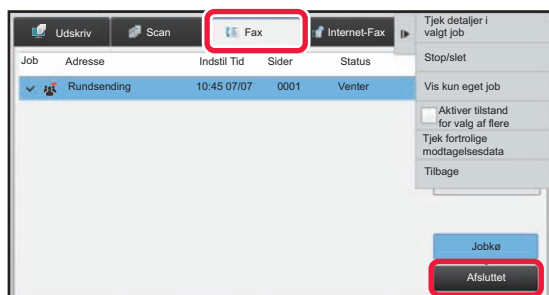 Udskriv Scan Fax Internet-Fax
Job Adresse Indstil Tid Sider Status
Rundsending 10:45 07/07 0001 Venter
Tjek detaljer i
valgt job
Stop/slet
Vis kun eget job
Aktiver tilstand
for valg af flere
Tjek fortrolige
modtagelsesdata
Tilbage
Jobkø
Afsluttet